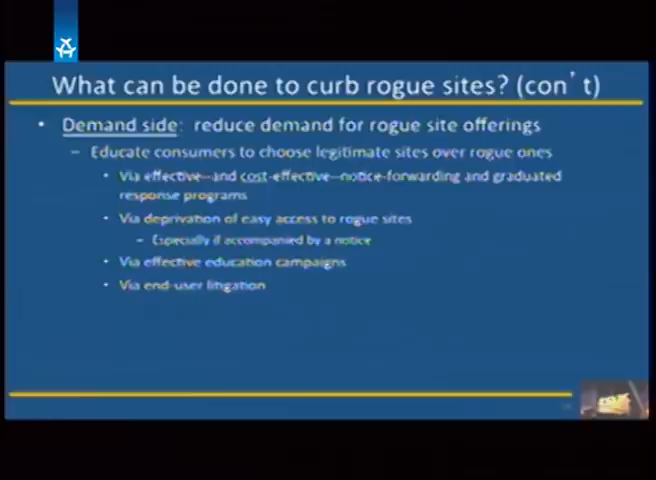 What can be done to curb rogue sites? (con't)
• Demand side: reduce demand for rogue site offerings
– Educate consumers to choose legitimate sites over rogue ones
• Via effective--and cost-effective--notice-forwarding and graduated
response programs
• Via deprivation of easy access to rogue sites
– Especially if accompanied by a notice
• Via effective education campaigns
• Via end-user litigation